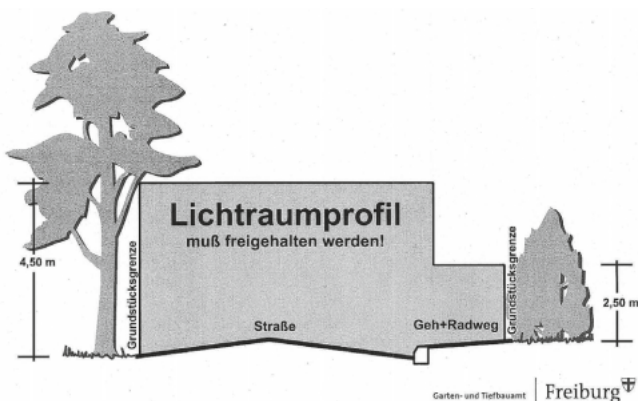 Lichtraumprofil
muß freigehalten werden!
4,50 m
Grundstücksgrenze
Straße
Geh+Radweg
Grundstücksgrenze
2,50 m
Garten- und Tiefbauamt
Freiburg